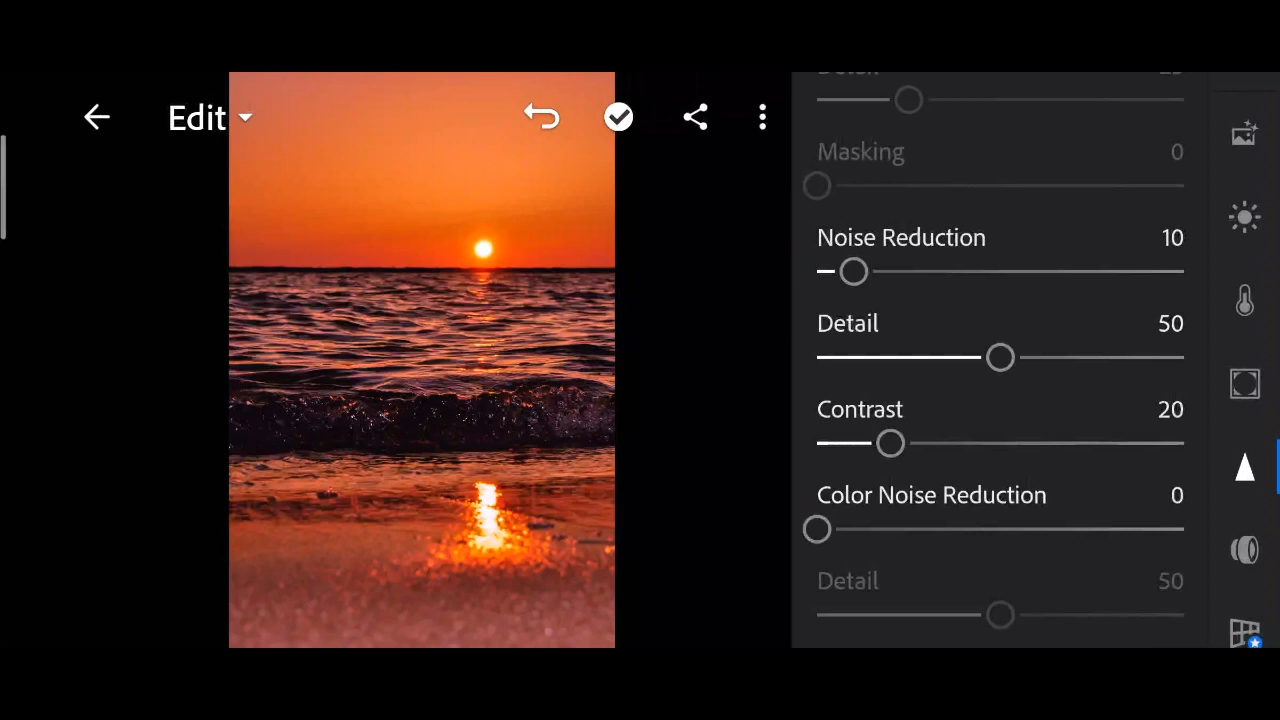 Edit
Masking 0
Noise Reduction 10
Detail 50
Contrast 20
Color Noise Reduction 0
Detail 50